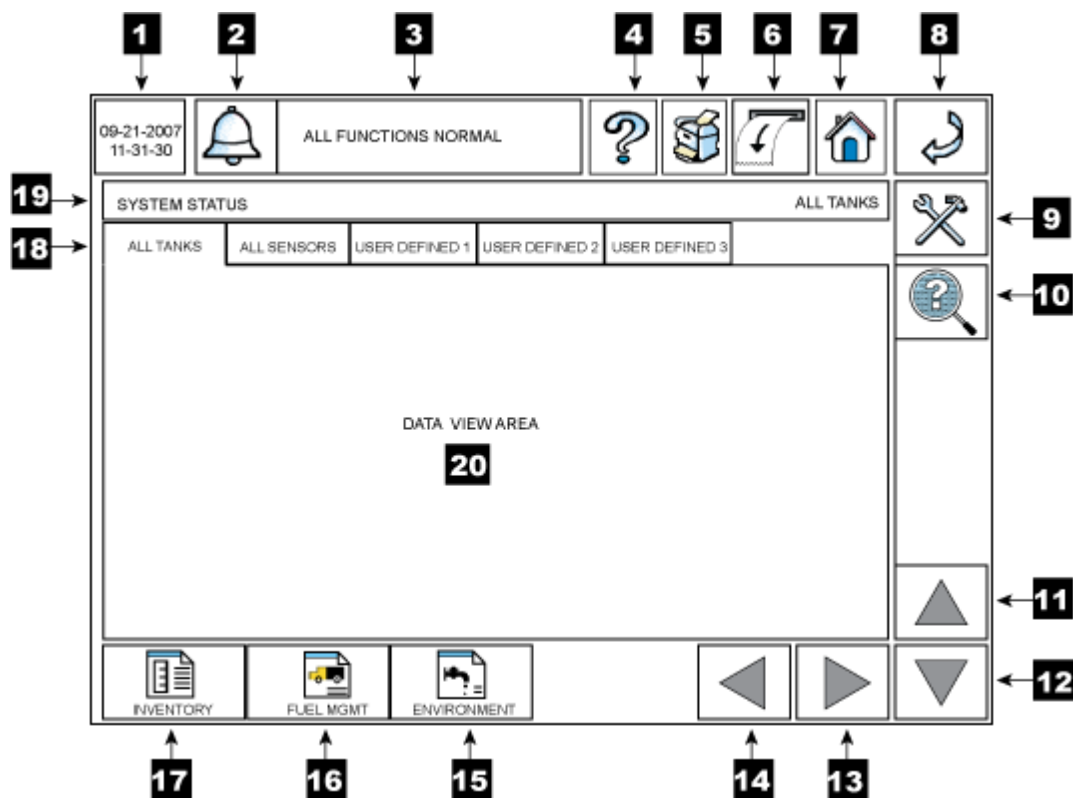 1 2 3 4 5 6 7 8
09-21-2007
11-31-30
ALL FUNCTIONS NORMAL
?
19
SYSTEM STATUS ALL TANKS
9
18
ALL TANKS ALL SENSORS USER DEFINED 1 USER DEFINED 2 USER DEFINED 3
?
10
DATA VIEW AREA
20
11
12
INVENTORY FUEL MGMT ENVIRONMENT
17 16 15 14 13